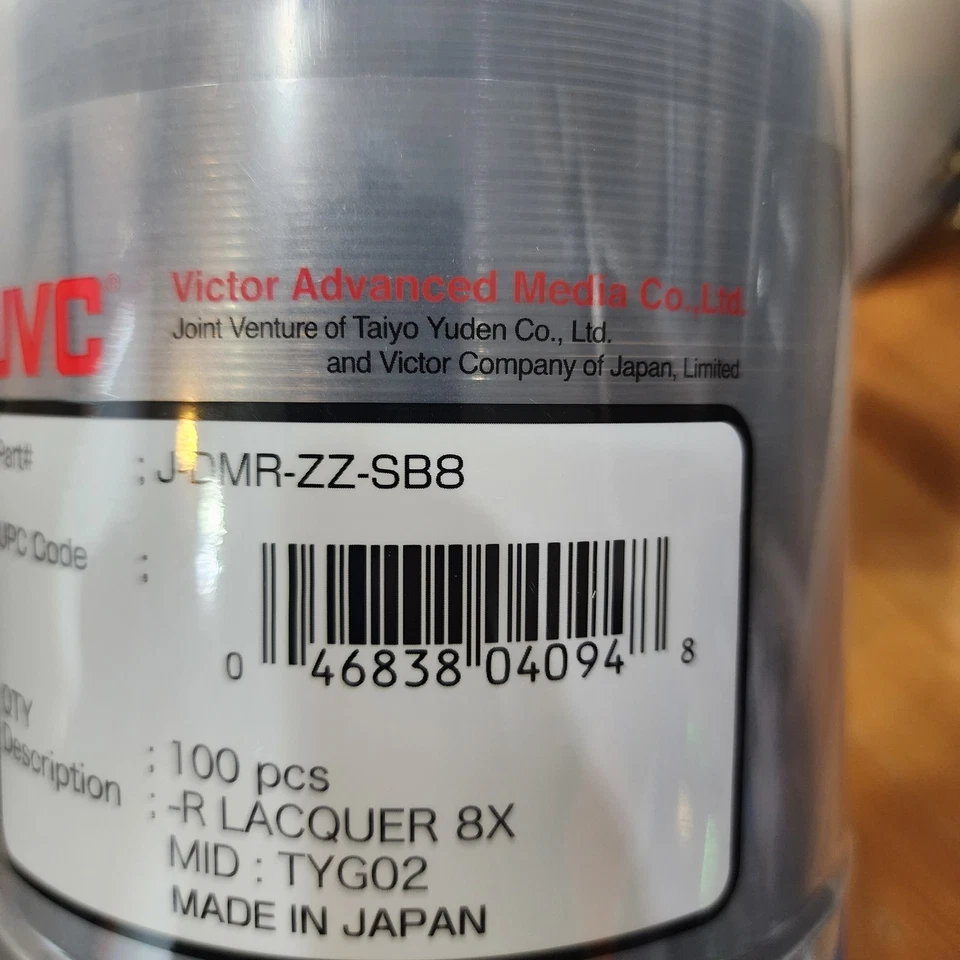 JVC®
Victor Advanced Media Co.,Ltd.
Joint Venture of Taiyo Yuden Co., Ltd.
and Victor Company of Japan, Limited
Part# : J-DMR-ZZ-SB8
UPC Code :
0 46838 04094 8
QTY : 100 pcs
Description : -R LACQUER 8X
MID : TYG02
MADE IN JAPAN